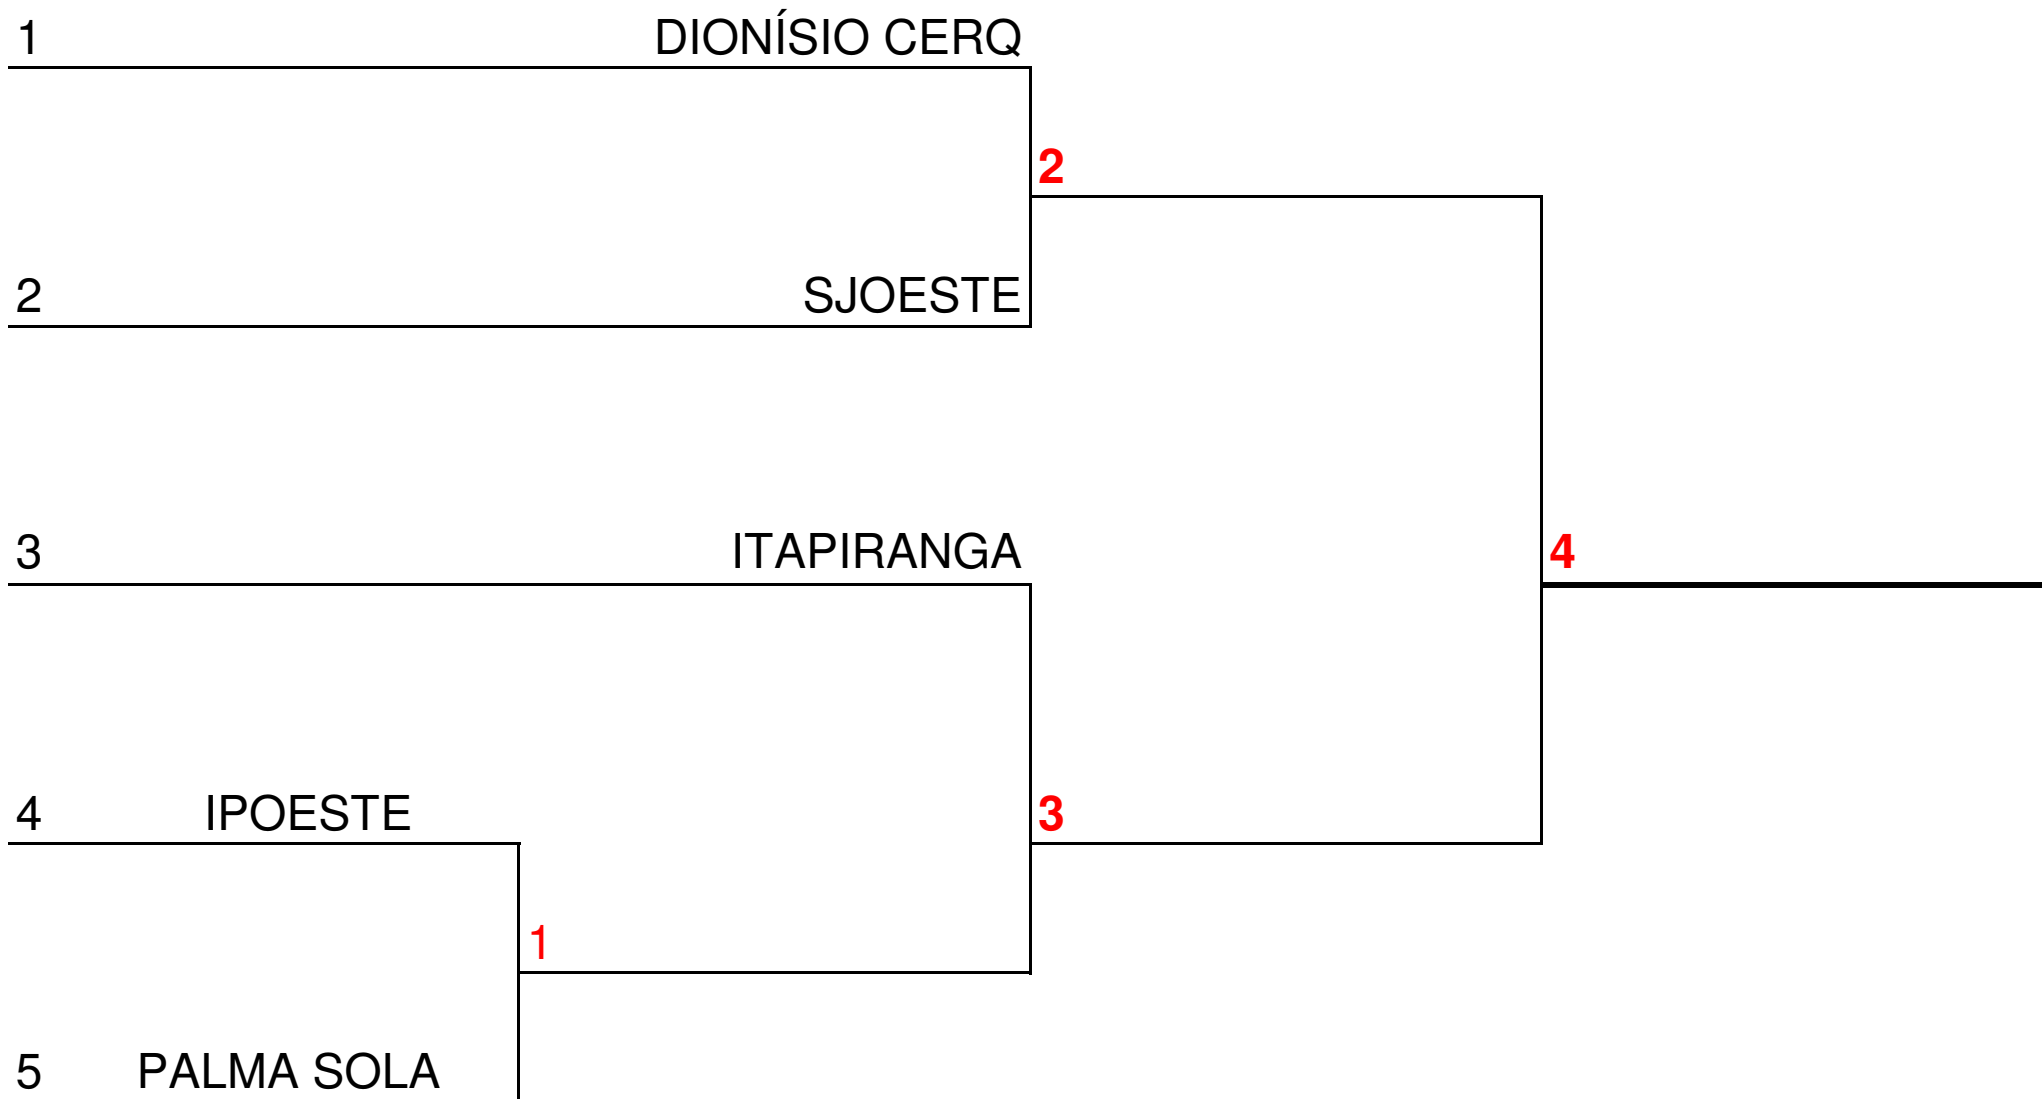 1 DIONÍSIO CERQ
2
2 SJOESTE
3 ITAPIRANGA
4
4 IPOESTE
3
1
5 PALMA SOLA